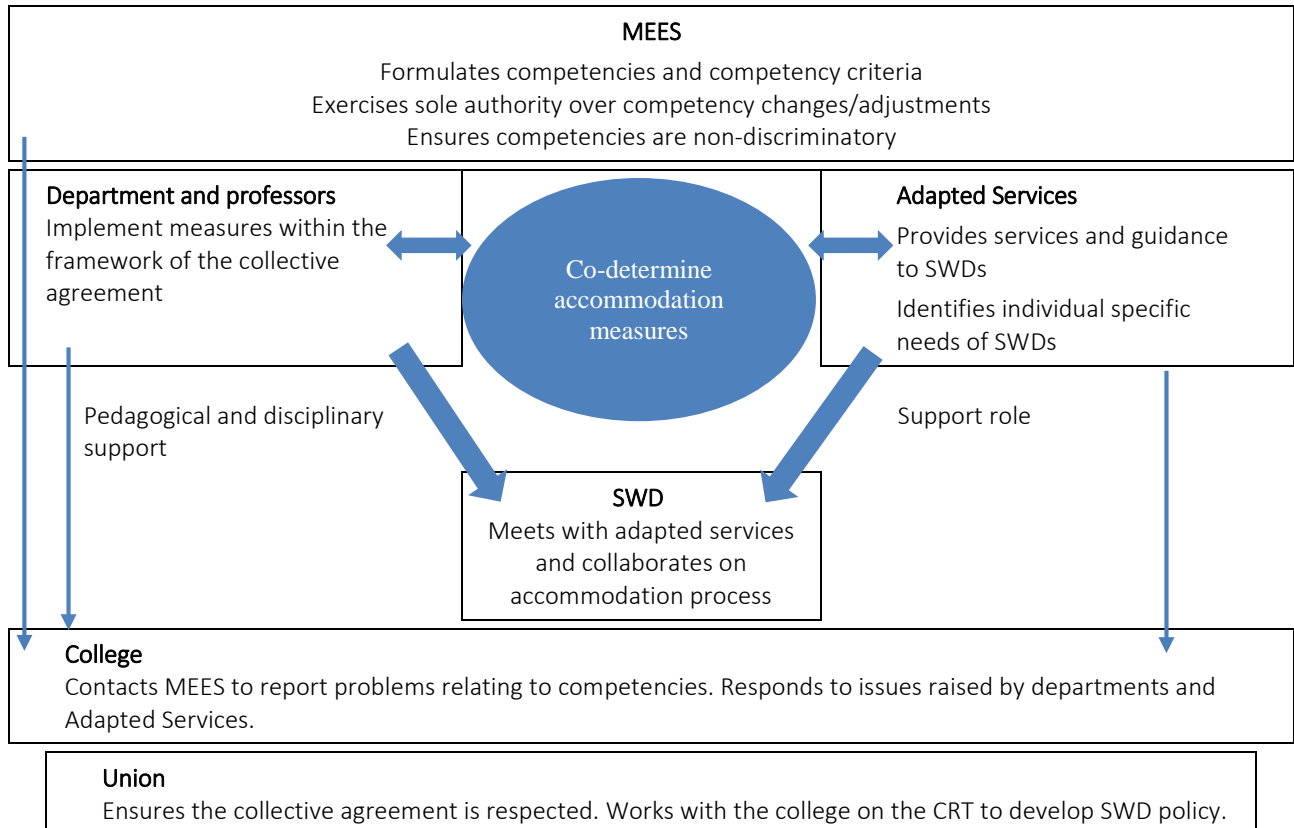 MEES
Formulates competencies and competency criteria
Exercises sole authority over competency changes/adjustments
Ensures competencies are non-discriminatory
Department and professors
Implement measures within the
framework of the collective
agreement
Co-determine
accommodation
measures
Adapted Services
Provides services and guidance
to SWDs
Identifies individual specific
needs of SWDs
Pedagogical and disciplinary
support
Support role
SWD
Meets with adapted services
and collaborates on
accommodation process
College
Contacts MEES to report problems relating to competencies. Responds to issues raised by departments and
Adapted Services.
Union
Ensures the collective agreement is respected. Works with the college on the CRT to develop SWD policy.